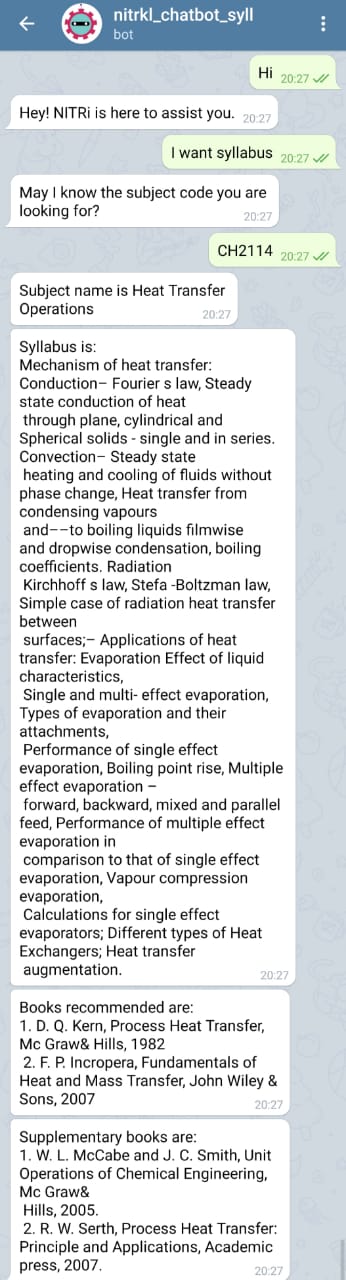 nitrkl_chatbot_syll
bot
Hi 20:27
Hey! NITRi is here to assist you. 20:27
I want syllabus 20:27
May I know the subject code you are
looking for?
20:27
CH2114 20:27
Subject name is Heat Transfer
Operations
20:27
Syllabus is:
Mechanism of heat transfer:
Conduction– Fourier s law, Steady
state conduction of heat
through plane, cylindrical and
Spherical solids - single and in series.
Convection– Steady state
heating and cooling of fluids without
phase change, Heat transfer from
condensing vapours
and––to boiling liquids filmwise
and dropwise condensation, boiling
coefficients. Radiation
Kirchhoff s law, Stefa -Boltzman law,
Simple case of radiation heat transfer
between
surfaces;– Applications of heat
transfer: Evaporation Effect of liquid
characteristics,
Single and multi- effect evaporation,
Types of evaporation and their
attachments,
Performance of single effect
evaporation, Boiling point rise, Multiple
effect evaporation –
forward, backward, mixed and parallel
feed, Performance of multiple effect
evaporation in
comparison to that of single effect
evaporation, Vapour compression
evaporation,
Calculations for single effect
evaporators; Different types of Heat
Exchangers; Heat transfer
augmentation.
20:27
Books recommended are:
1. D. Q. Kern, Process Heat Transfer,
Mc Graw& Hills, 1982
2. F. P. Incropera, Fundamentals of
Heat and Mass Transfer, John Wiley &
Sons, 2007
20:27
Supplementary books are:
1. W. L. McCabe and J. C. Smith, Unit
Operations of Chemical Engineering,
Mc Graw&
Hills, 2005.
2. R. W. Serth, Process Heat Transfer:
Principle and Applications, Academic
press, 2007.
20:27